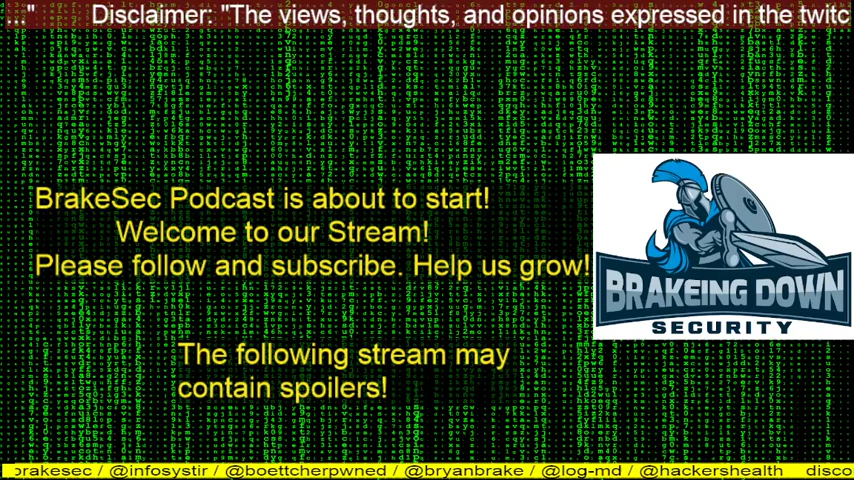 ..." Disclaimer: "The views, thoughts, and opinions expressed in the twitc
BrakeSec Podcast is about to start!
Welcome to our Stream!
Please follow and subscribe. Help us grow!
BRAKEING DOWN
SECURITY
The following stream may
contain spoilers!
brakesec / @infosystir / @boettcherpwned / @bryanbrake / @log-md / @hackershealth disco